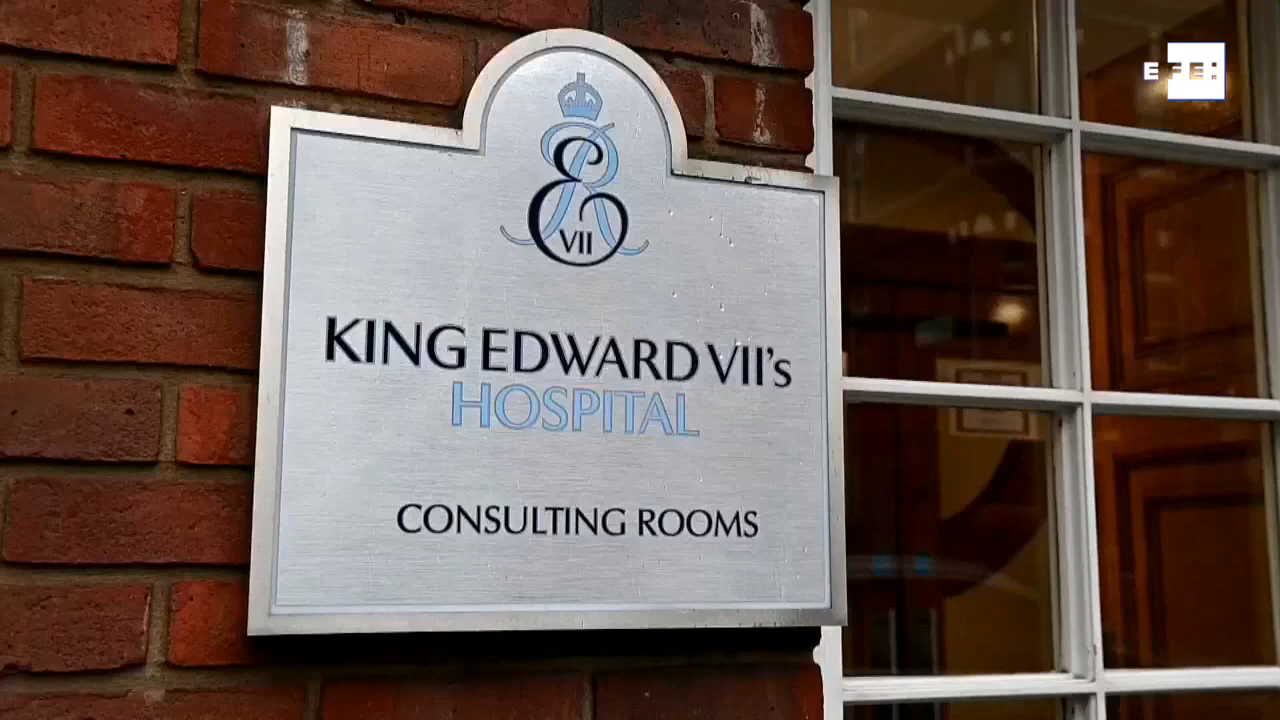 EFE:
VII
KING EDWARD VII's
HOSPITAL
CONSULTING ROOMS